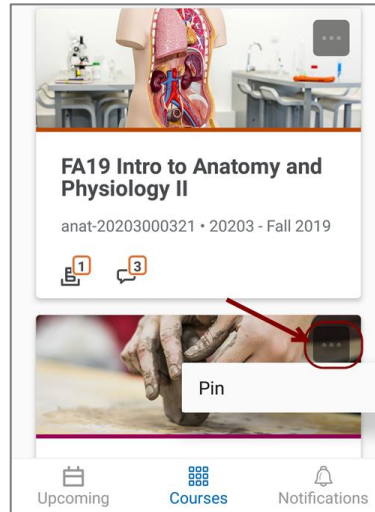 FA19 Intro to Anatomy and
Physiology II
anat-20203000321 • 20203 - Fall 2019
1
3
Pin
Upcoming
Courses
Notifications